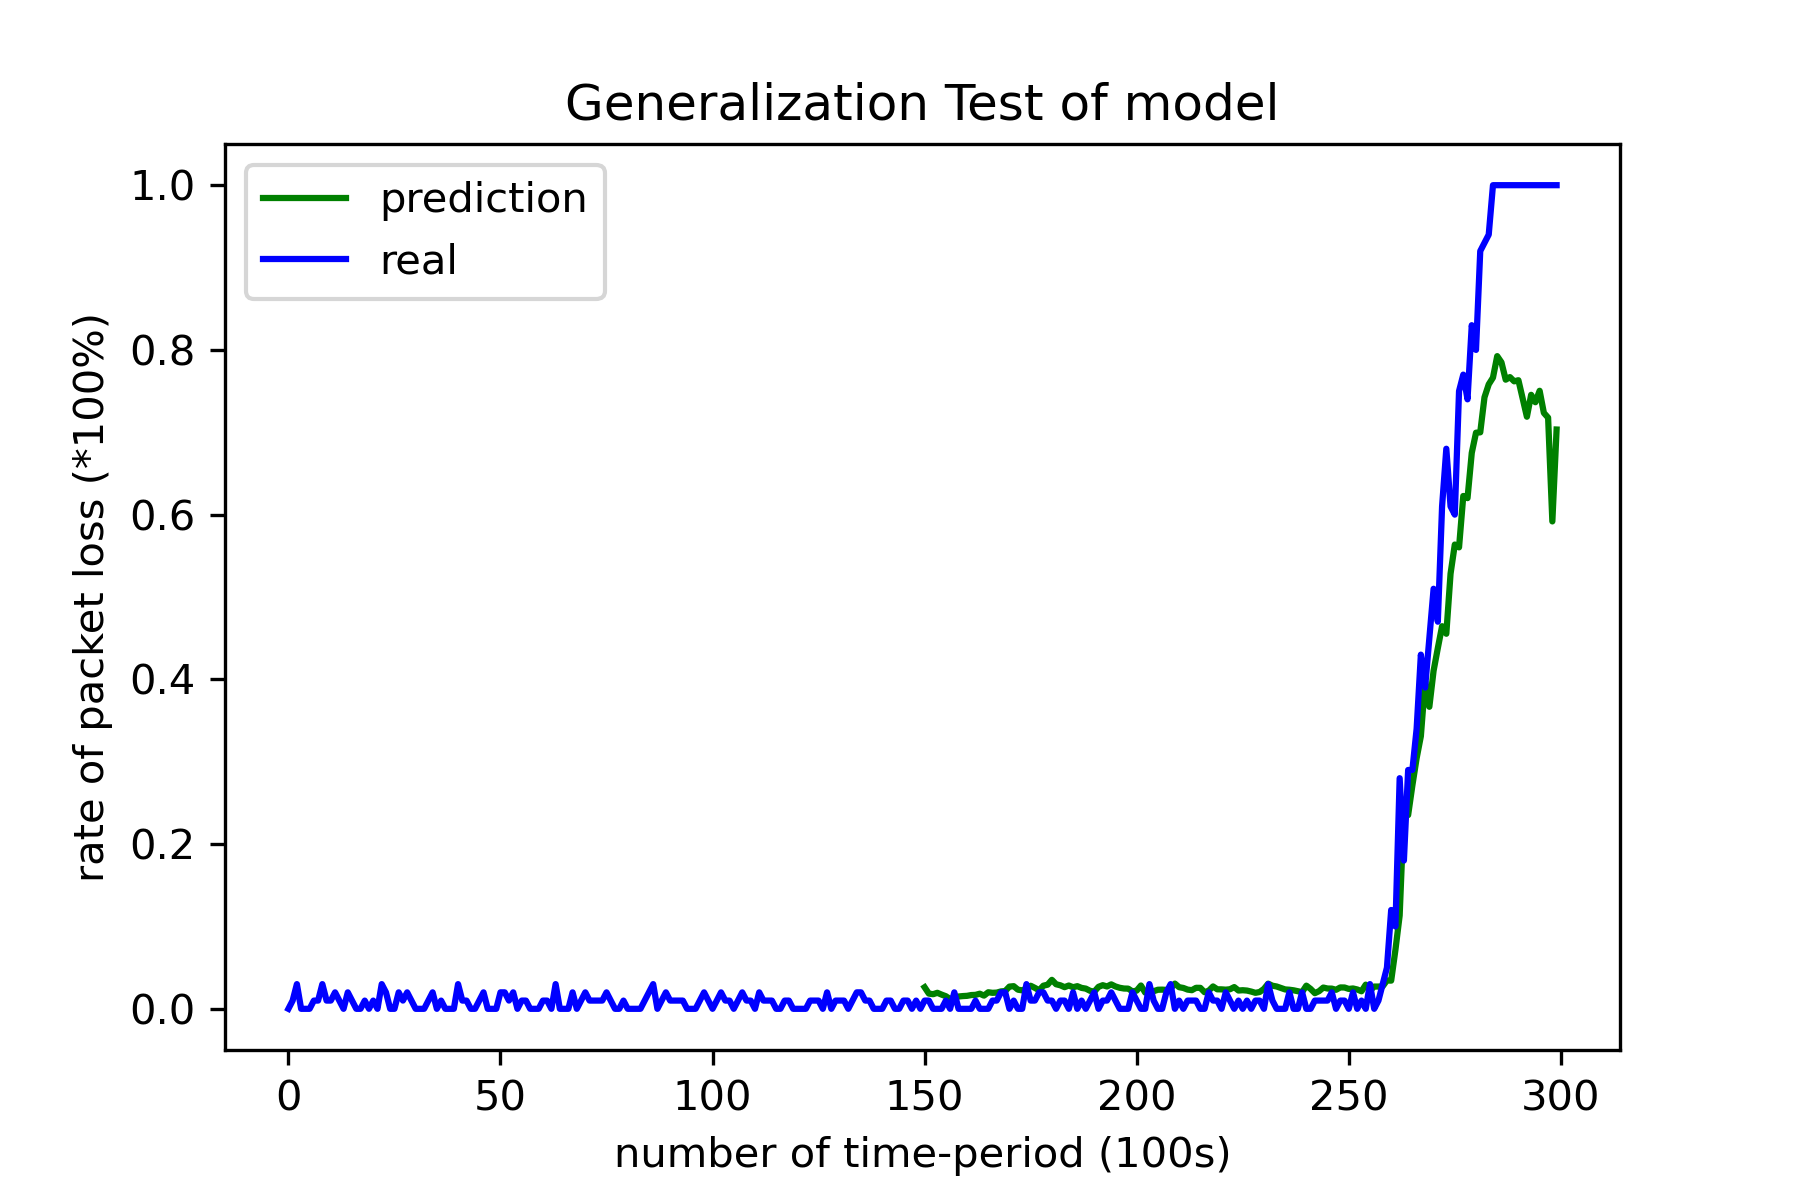 Generalization Test of model
prediction
real
1.0
0.8
0.6
0.4
0.2
0.0
rate of packet loss (*100%)
0 50 100 150 200 250 300
number of time-period (100s)